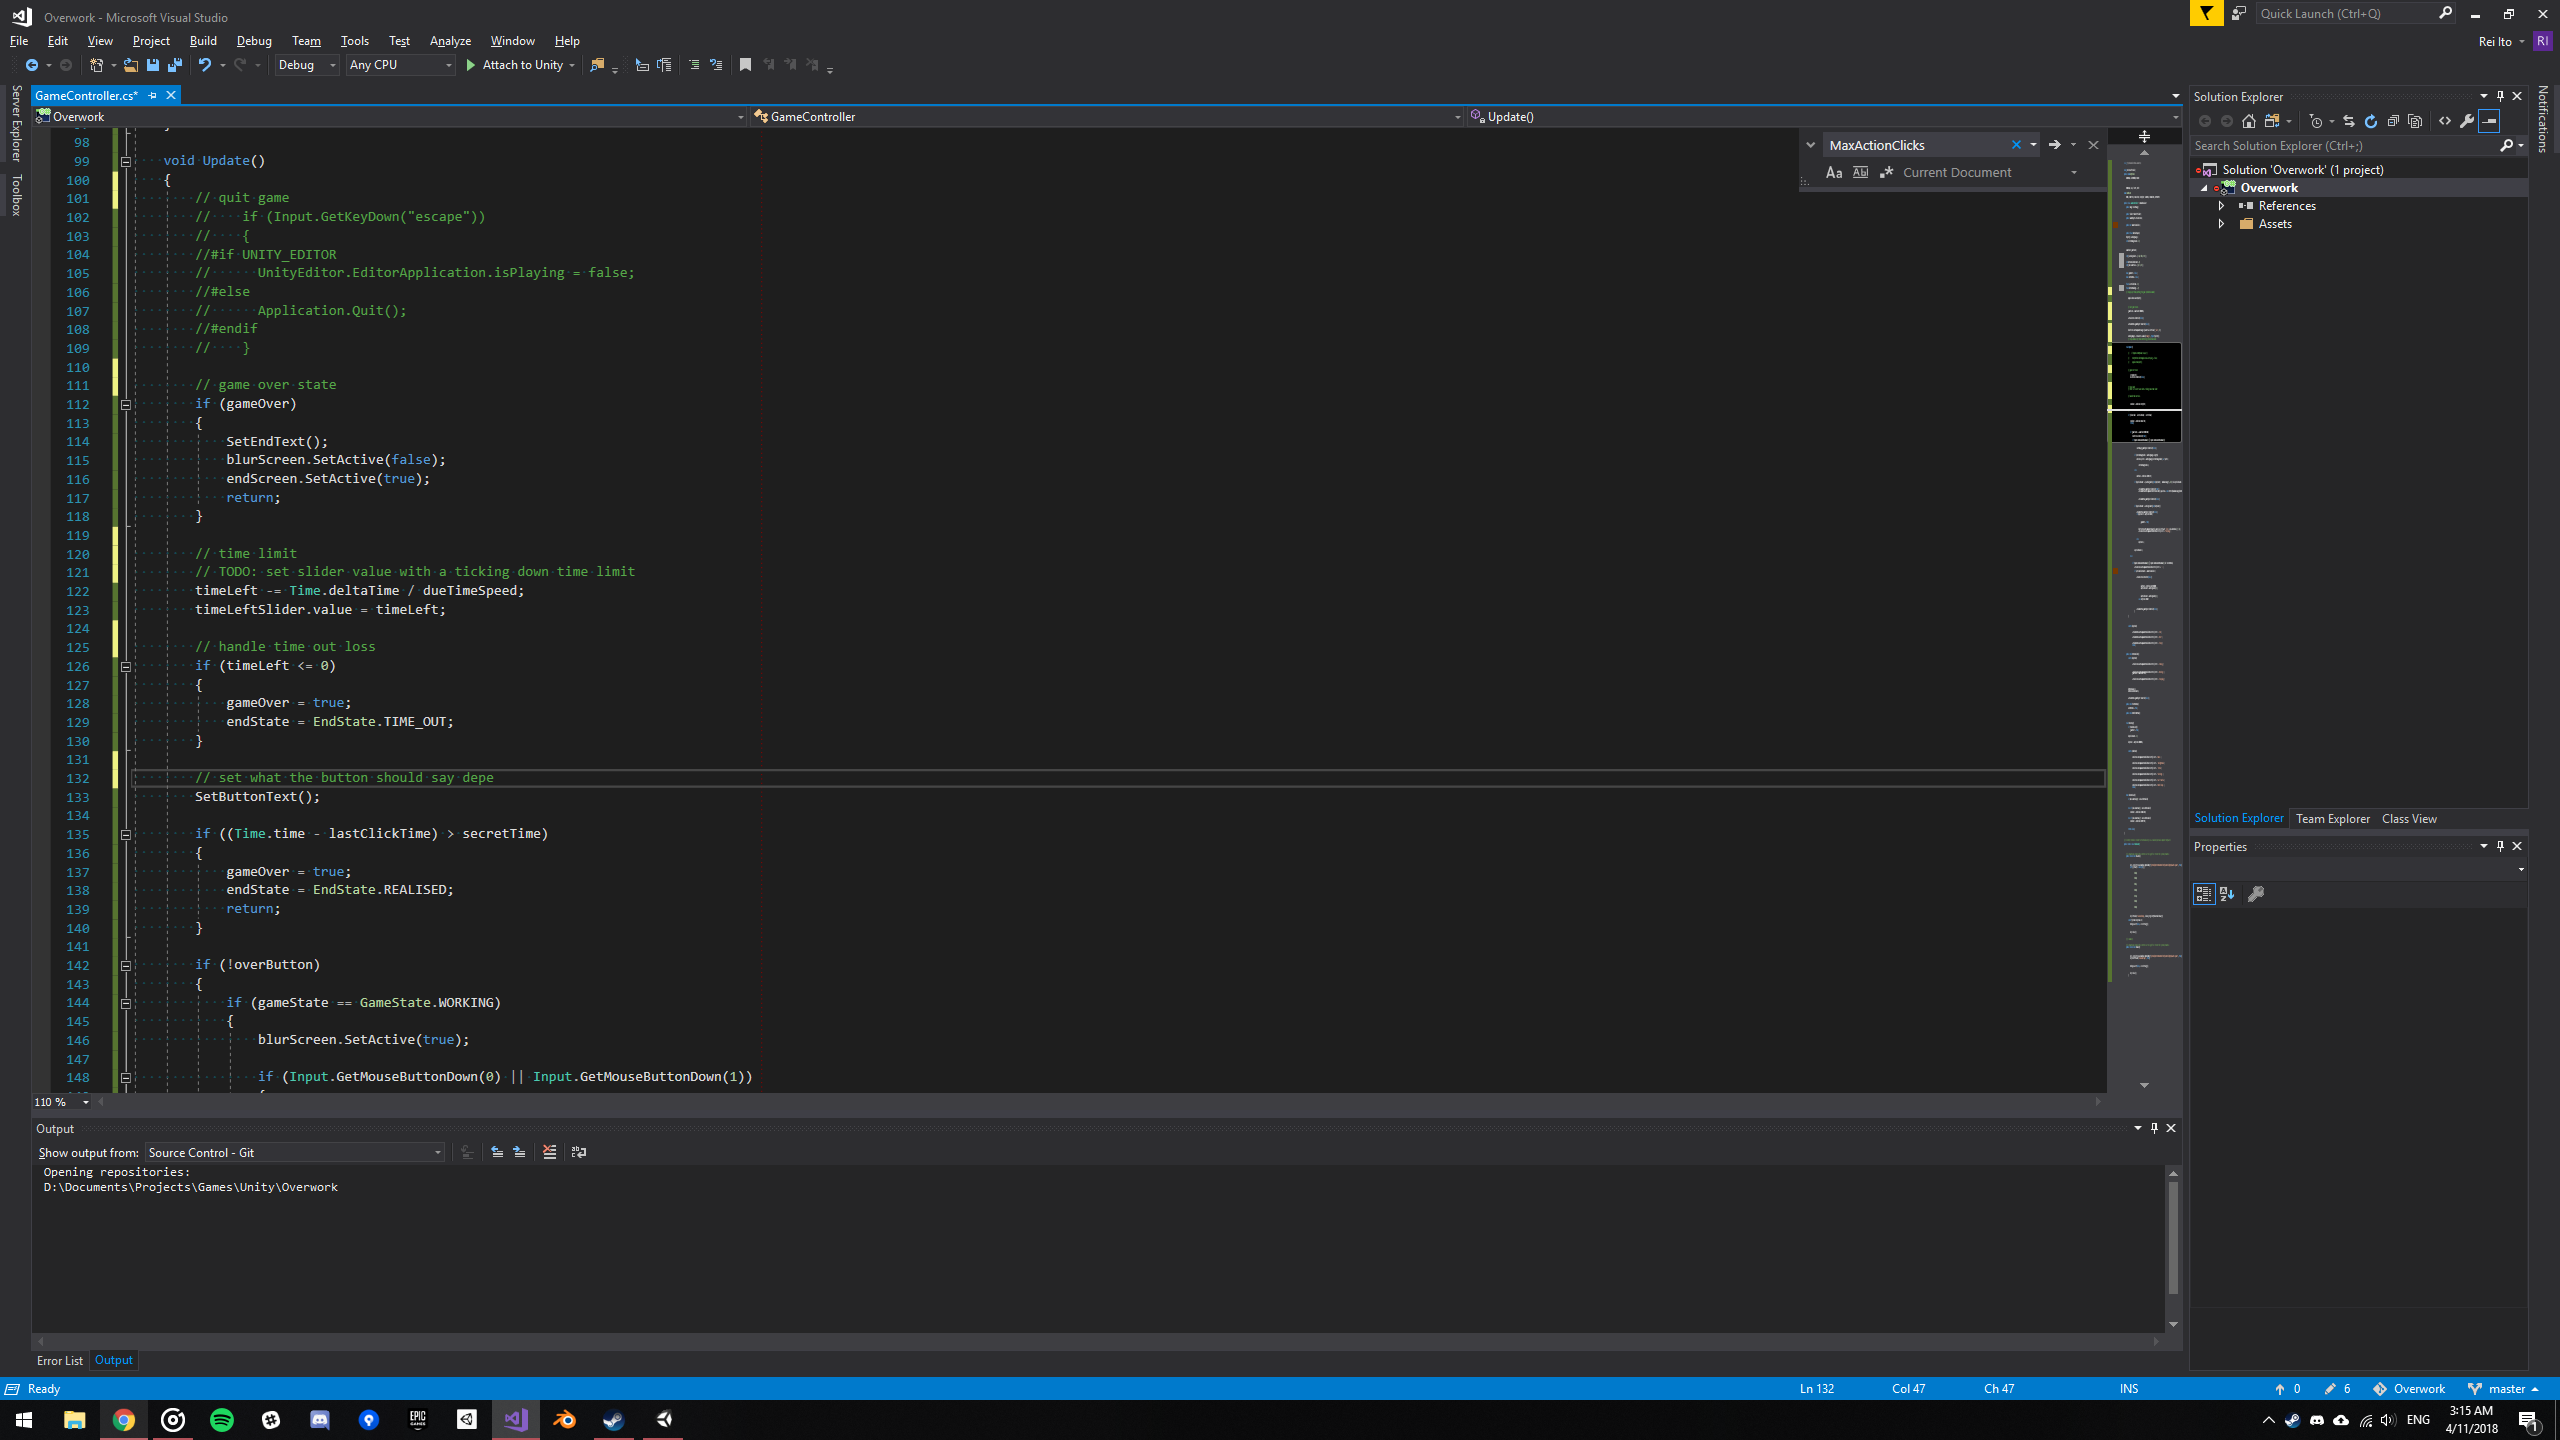 Overwork - Microsoft Visual Studio
Quick Launch (Ctrl+Q)
File Edit View Project Build Debug Team Tools Test Analyze Window Help
Rei Ito RI
Debug Any CPU Attach to Unity
Server Explorer
Toolbox
Notifications
GameController.cs*
Overwork GameController Update()
MaxActionClicks
Aa Abl .* Current Document
98
99 void Update()
100 {
101 // quit game
102 // if (Input.GetKeyDown("escape"))
103 // {
104 //#if UNITY_EDITOR
105 // UnityEditor.EditorApplication.isPlaying = false;
106 //#else
107 // Application.Quit();
108 //#endif
109 // }
110
111 // game over state
112 if (gameOver)
113 {
114 SetEndText();
115 blurScreen.SetActive(false);
116 endScreen.SetActive(true);
117 return;
118 }
119
120 // time limit
121 // TODO: set slider value with a ticking down time limit
122 timeLeft -= Time.deltaTime / dueTimeSpeed;
123 timeLeftSlider.value = timeLeft;
124
125 // handle time out loss
126 if (timeLeft <= 0)
127 {
128 gameOver = true;
129 endState = EndState.TIME_OUT;
130 }
131
132 // set what the button should say depe
133 SetButtonText();
134
135 if ((Time.time - lastClickTime) > secretTime)
136 {
137 gameOver = true;
138 endState = EndState.REALISED;
139 return;
140 }
141
142 if (!overButton)
143 {
144 if (gameState == GameState.WORKING)
145 {
146 blurScreen.SetActive(true);
147
148 if (Input.GetMouseButtonDown(0) || Input.GetMouseButtonDown(1))
110 %
Solution Explorer
Search Solution Explorer (Ctrl+;)
Solution 'Overwork' (1 project)
Overwork
References
Assets
Solution Explorer Team Explorer Class View
Properties
Output
Show output from: Source Control - Git
Opening repositories:
D:\Documents\Projects\Games\Unity\Overwork
Error List Output
Ready Ln 132 Col 47 Ch 47 INS 0 6 Overwork master
EPIC GAMES
ENG
3:15 AM
4/11/2018
1